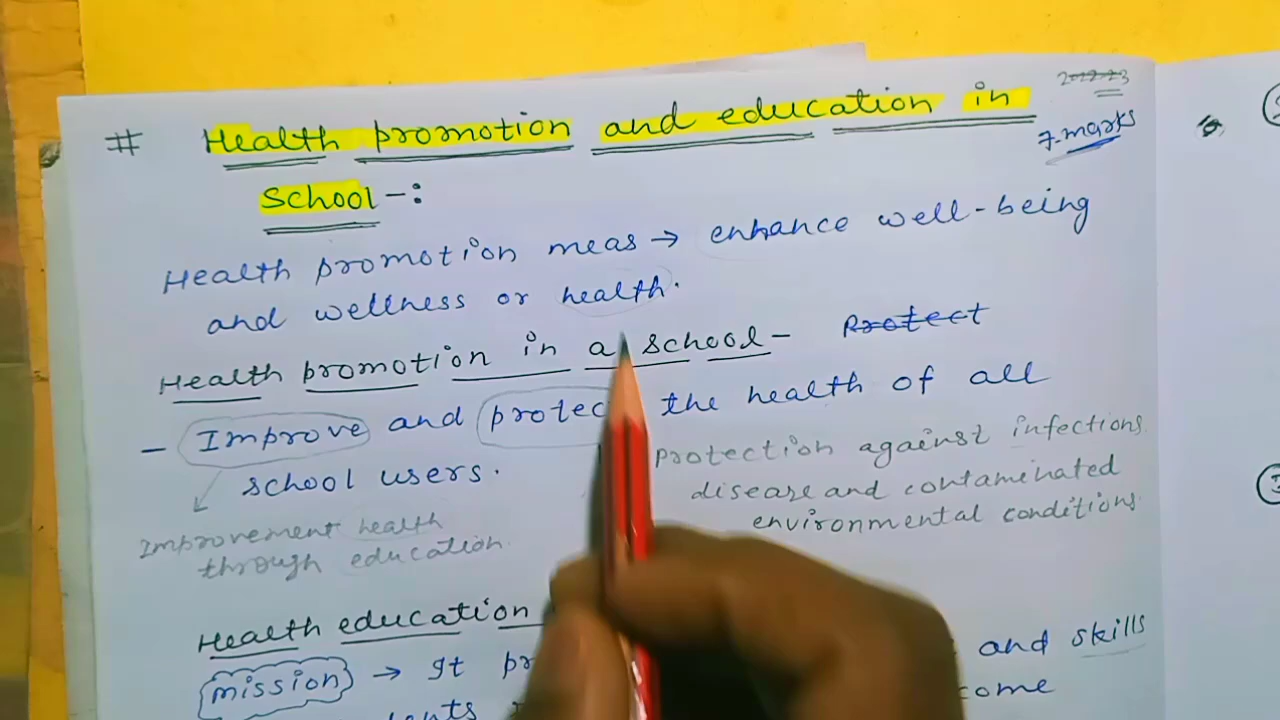 # Health promotion and education in
School-:
7-marks
Health promotion meas → enhance well-being
and wellness or health.
Health promotion in a school- Protect
- Improve and protec the health of all
school users.
Protection against infections
disease and contaminated
environmental conditions
Improvement health
through education.
Health education
mission → It pr and skills
come